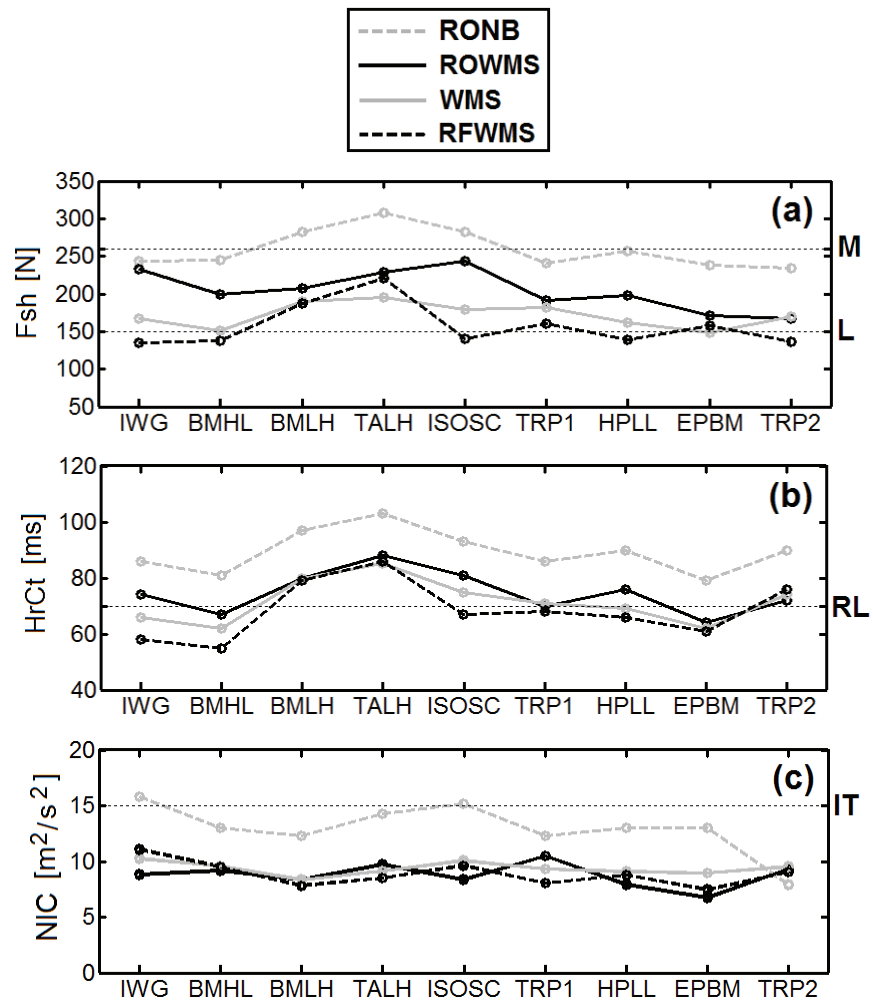 RONB
ROWMS
WMS
RFWMS
350
300
250
200
150
100
50
Fsh [N]
(a)
M
L
IWG BMHL BMLH TALH ISOSC TRP1 HPLL EPBM TRP2
120
100
80
60
40
HrCt [ms]
(b)
RL
IWG BMHL BMLH TALH ISOSC TRP1 HPLL EPBM TRP2
20
15
10
5
0
NIC [m²/s²]
(c)
IT
IWG BMHL BMLH TALH ISOSC TRP1 HPLL EPBM TRP2